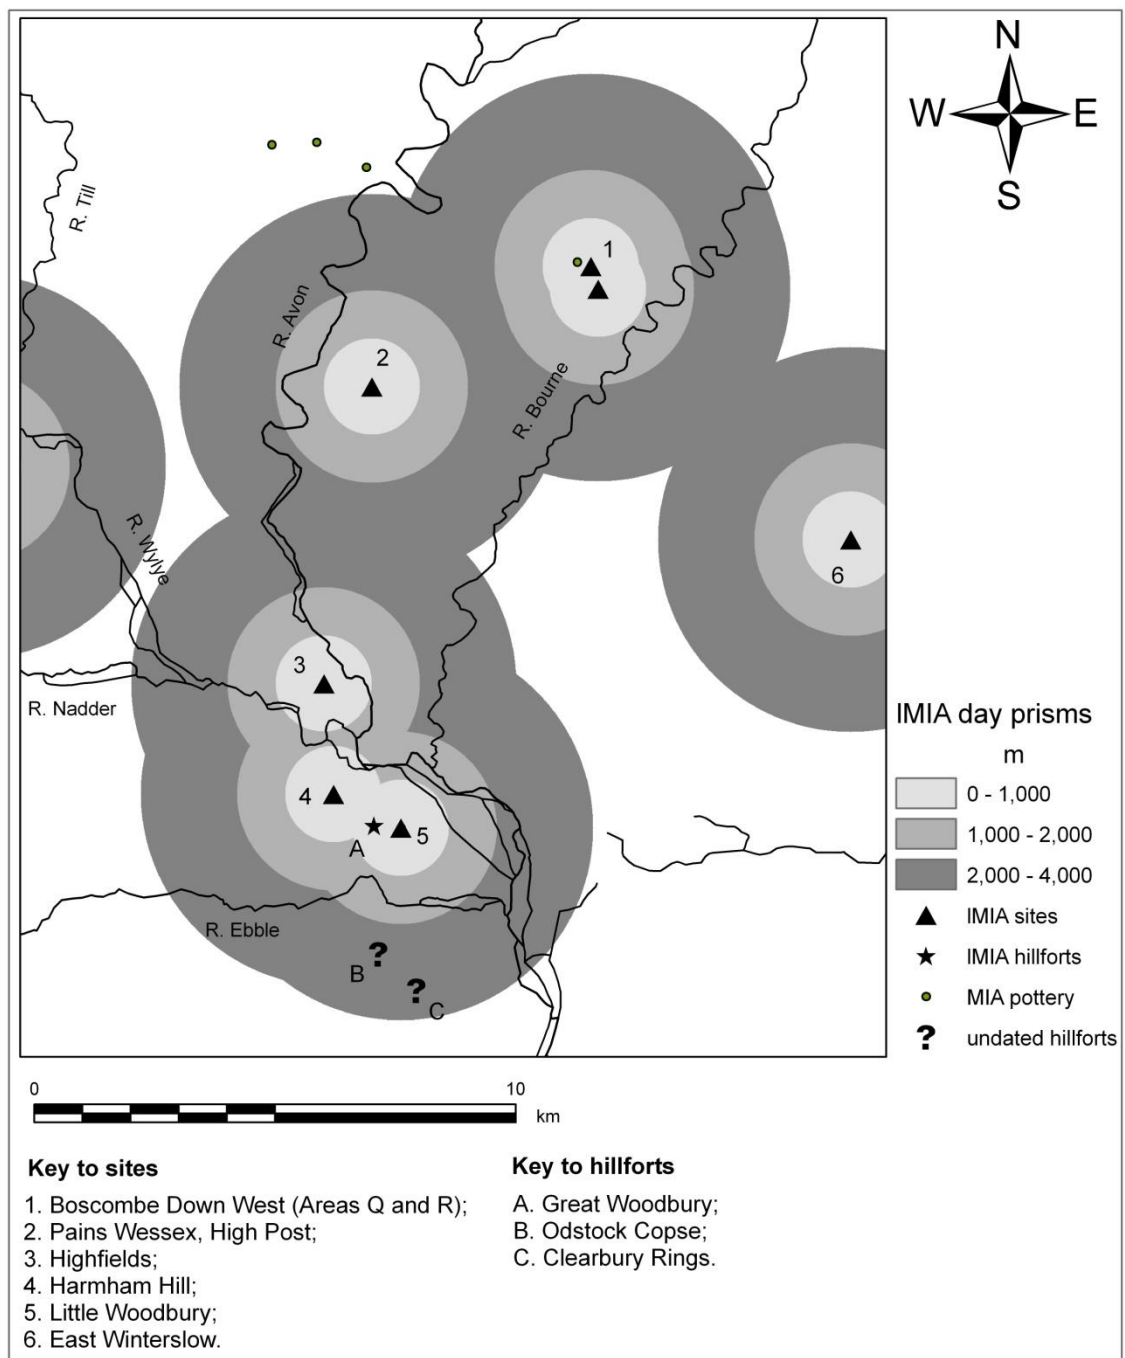 N
W E
S
R. Till
1
R. Avon
2
R. Bourne
R. Wylye
6
3
R. Nadder
4
A
5
R. Ebble
B
?
?
C
IMIA day prisms
m
0 - 1,000
1,000 - 2,000
2,000 - 4,000
IMIA sites
IMIA hillforts
MIA pottery
? undated hillforts
0 10
km
Key to sites
1. Boscombe Down West (Areas Q and R);
2. Pains Wessex, High Post;
3. Highfields;
4. Harmham Hill;
5. Little Woodbury;
6. East Winterslow.
Key to hillforts
A. Great Woodbury;
B. Odstock Copse;
C. Clearbury Rings.